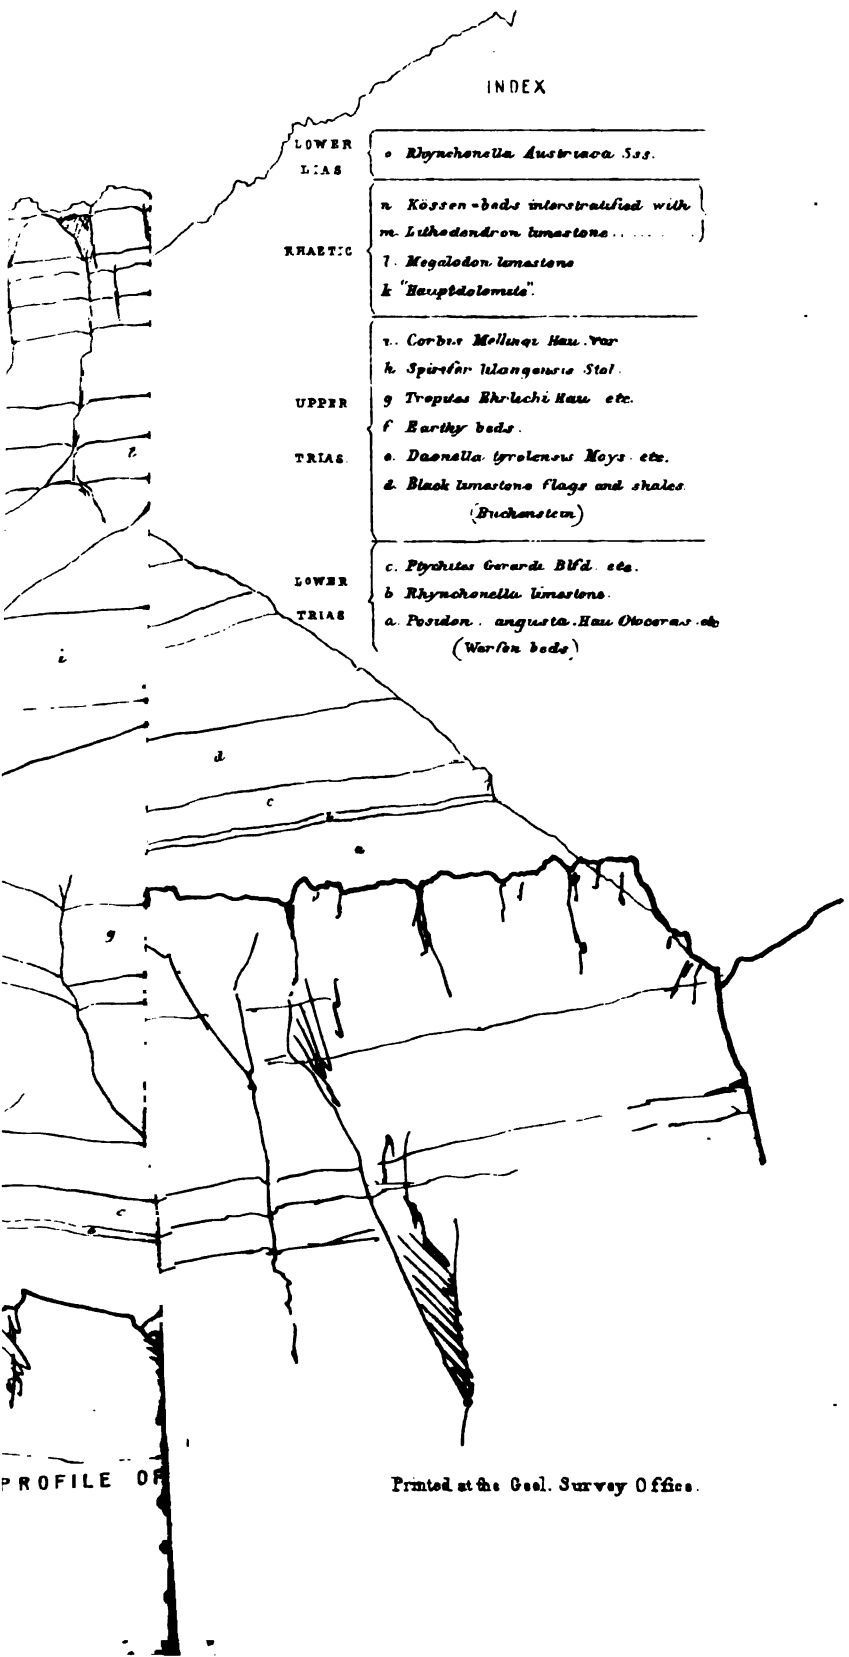 INDEX
LOWER
LIAS
o Rhynchonella Austriaca Sss.
RHAETIC
n Kössen-beds interstratified with
m. Lithodendron limestone ........
l. Megalodon limestone
k "Hauptdolomite".
UPPER
TRIAS.
i. Corbis Mellingi Hau. var
h. Spirifer lilangensis Stol.
g Tropites Ehrlichi Hau etc.
f Earthy beds.
e. Daonella tyrolensis Moys. etc.
d. Black limestone flags and shales.
(Buchenstein)
LOWER
TRIAS
c. Ptychites Gerardi Blfd. etc.
b Rhynchonella limestone.
a. Posidon. angusta. Hau Otoceras. etc
(Werfen beds)
l
i
d
c
b
a
g
c
b
PROFILE OF
Printed at the Geol. Survey Office.